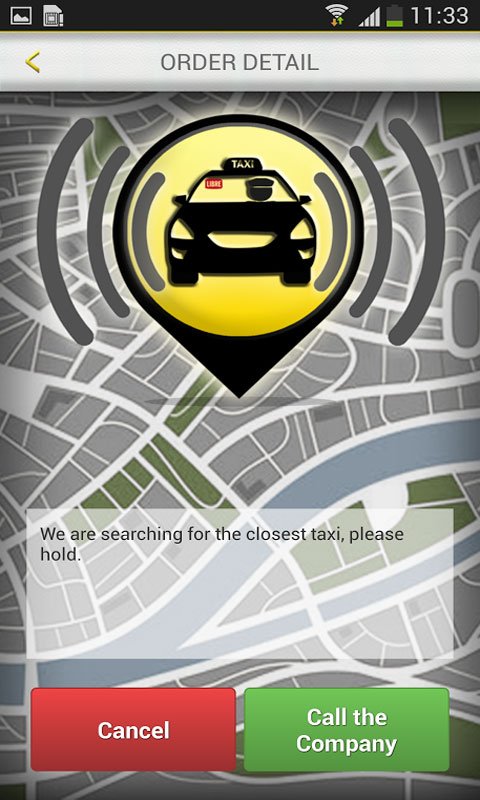 11:33
ORDER DETAIL
TAXI
LIBRE
We are searching for the closest taxi, please
hold.
Cancel
Call the
Company